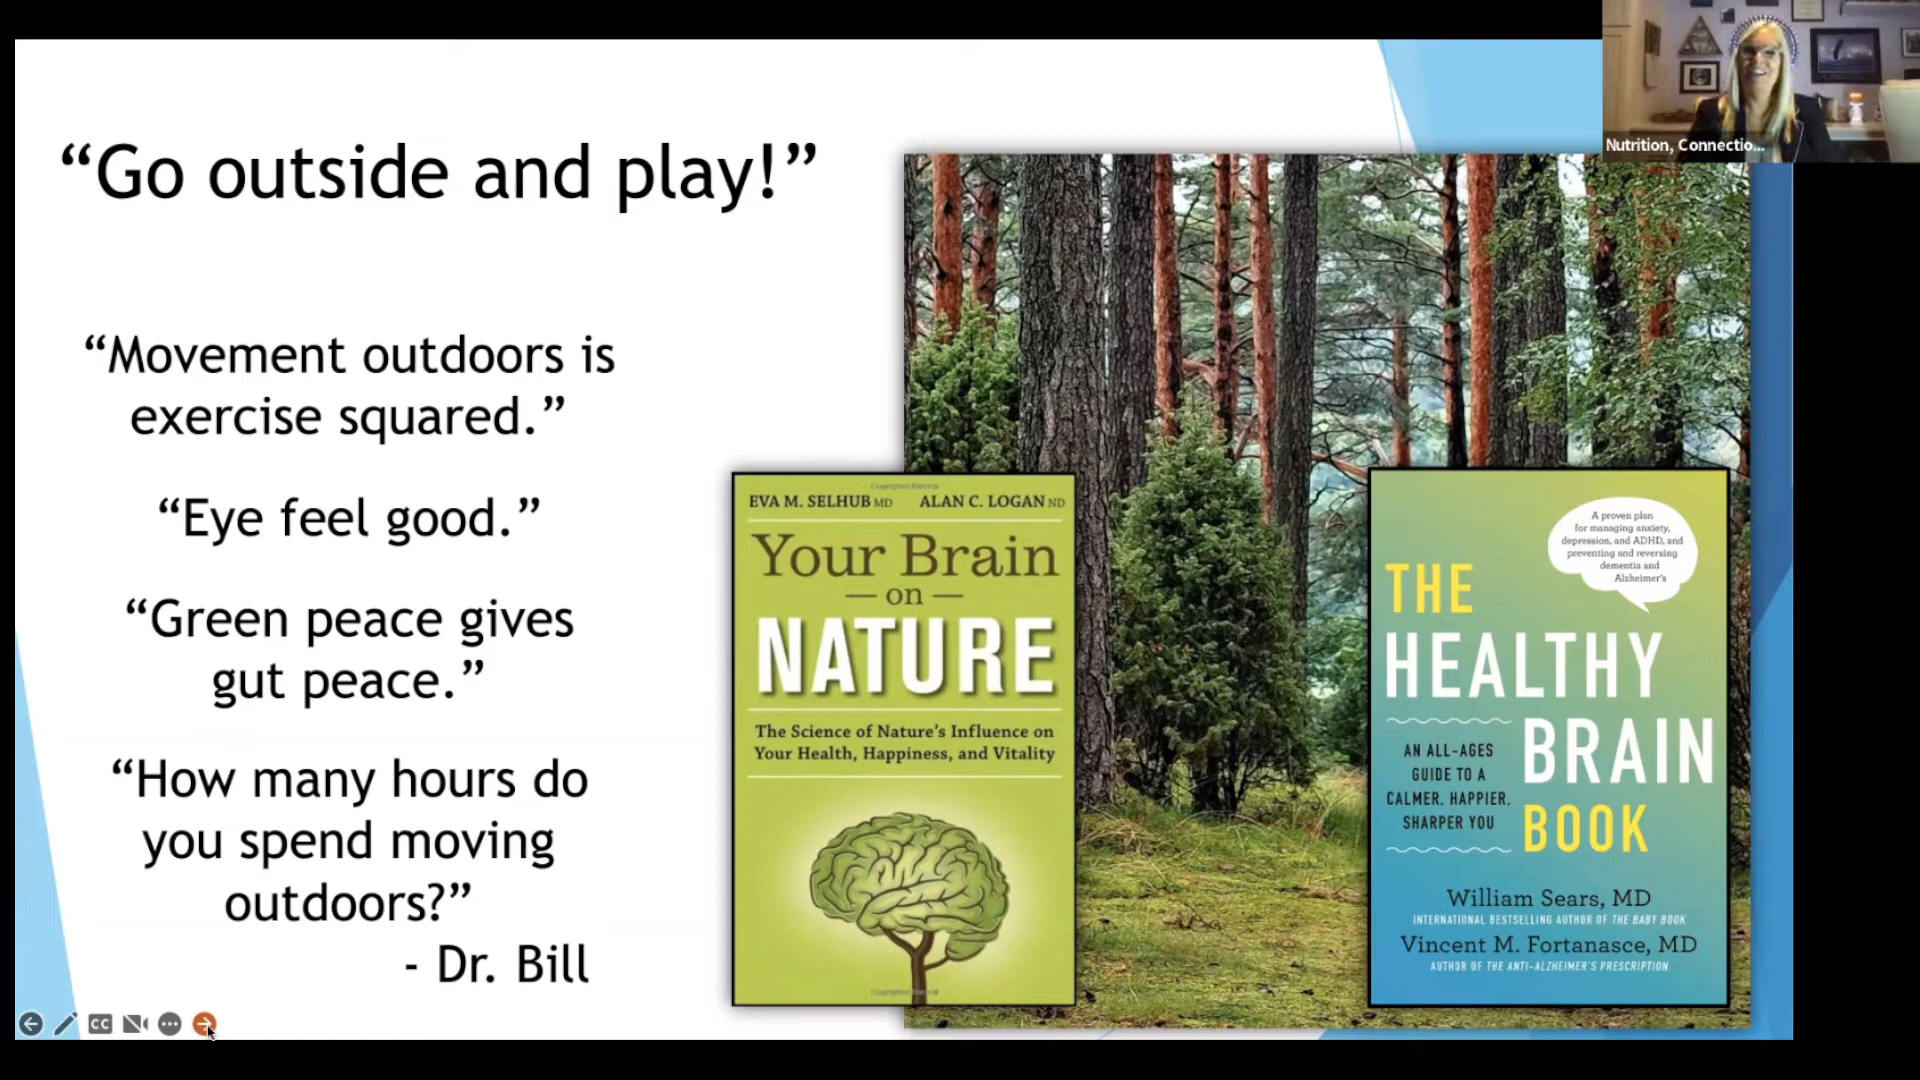 “Go outside and play!”
“Movement outdoors is
exercise squared.”
“Eye feel good.”
“Green peace gives
gut peace.”
“How many hours do
you spend moving
outdoors?”
- Dr. Bill
EVA M. SELHUB MD ALAN C. LOGAN ND
Your Brain
— on —
NATURE
The Science of Nature’s Influence on
Your Health, Happiness, and Vitality
A proven plan
for managing anxiety,
depression, and ADHD, and
preventing and reversing
dementia and
Alzheimer’s
THE
HEALTHY
BRAIN
BOOK
AN ALL-AGES
GUIDE TO A
CALMER, HAPPIER,
SHARPER YOU
William Sears, MD
INTERNATIONAL BESTSELLING AUTHOR OF THE BABY BOOK
Vincent M. Fortanasce, MD
AUTHOR OF THE ANTI-ALZHEIMER’S PRESCRIPTION
Nutrition, Connectio...
CC